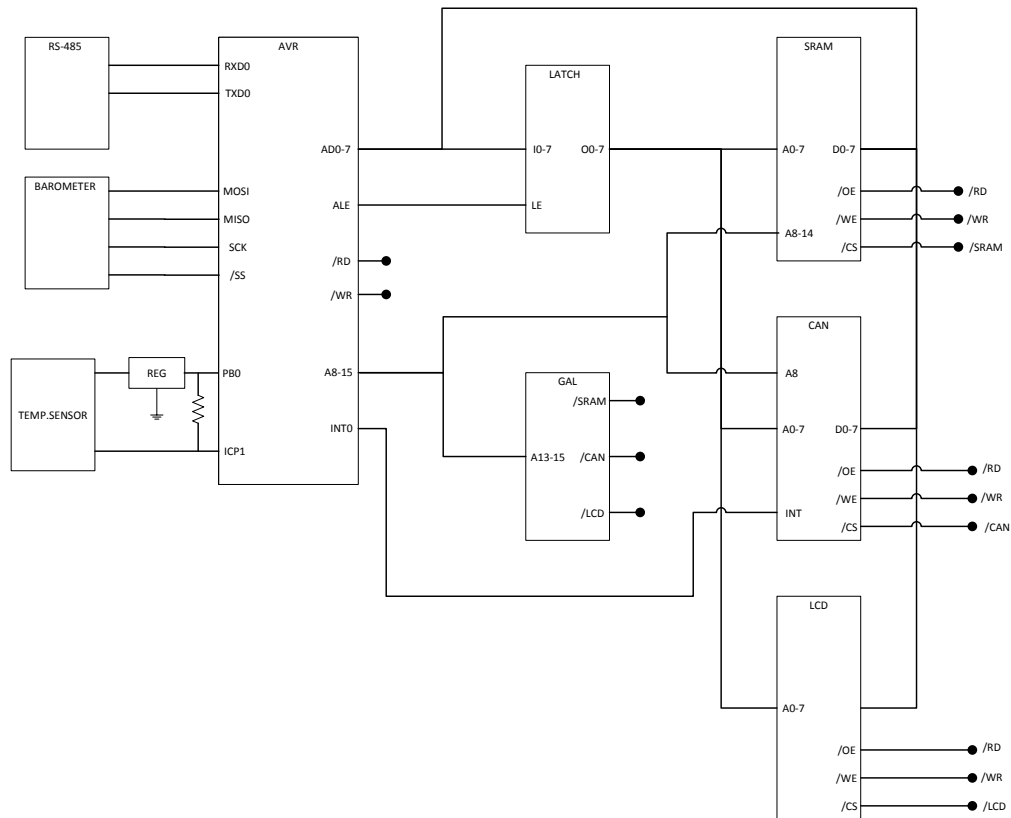 RS-485
AVR
RXD0
TXD0
AD0-7
ALE
/RD
/WR
A8-15
INT0
MOSI
MISO
SCK
/SS
PB0
ICP1
BAROMETER
TEMP.SENSOR
REG
LATCH
I0-7
O0-7
LE
GAL
/SRAM
A13-15
/CAN
/LCD
SRAM
A0-7
D0-7
/OE
/RD
/WE
/WR
A8-14
/CS
/SRAM
CAN
A8
A0-7
D0-7
/OE
/RD
/WE
/WR
INT
/CS
/CAN
LCD
A0-7
/OE
/RD
/WE
/WR
/CS
/LCD